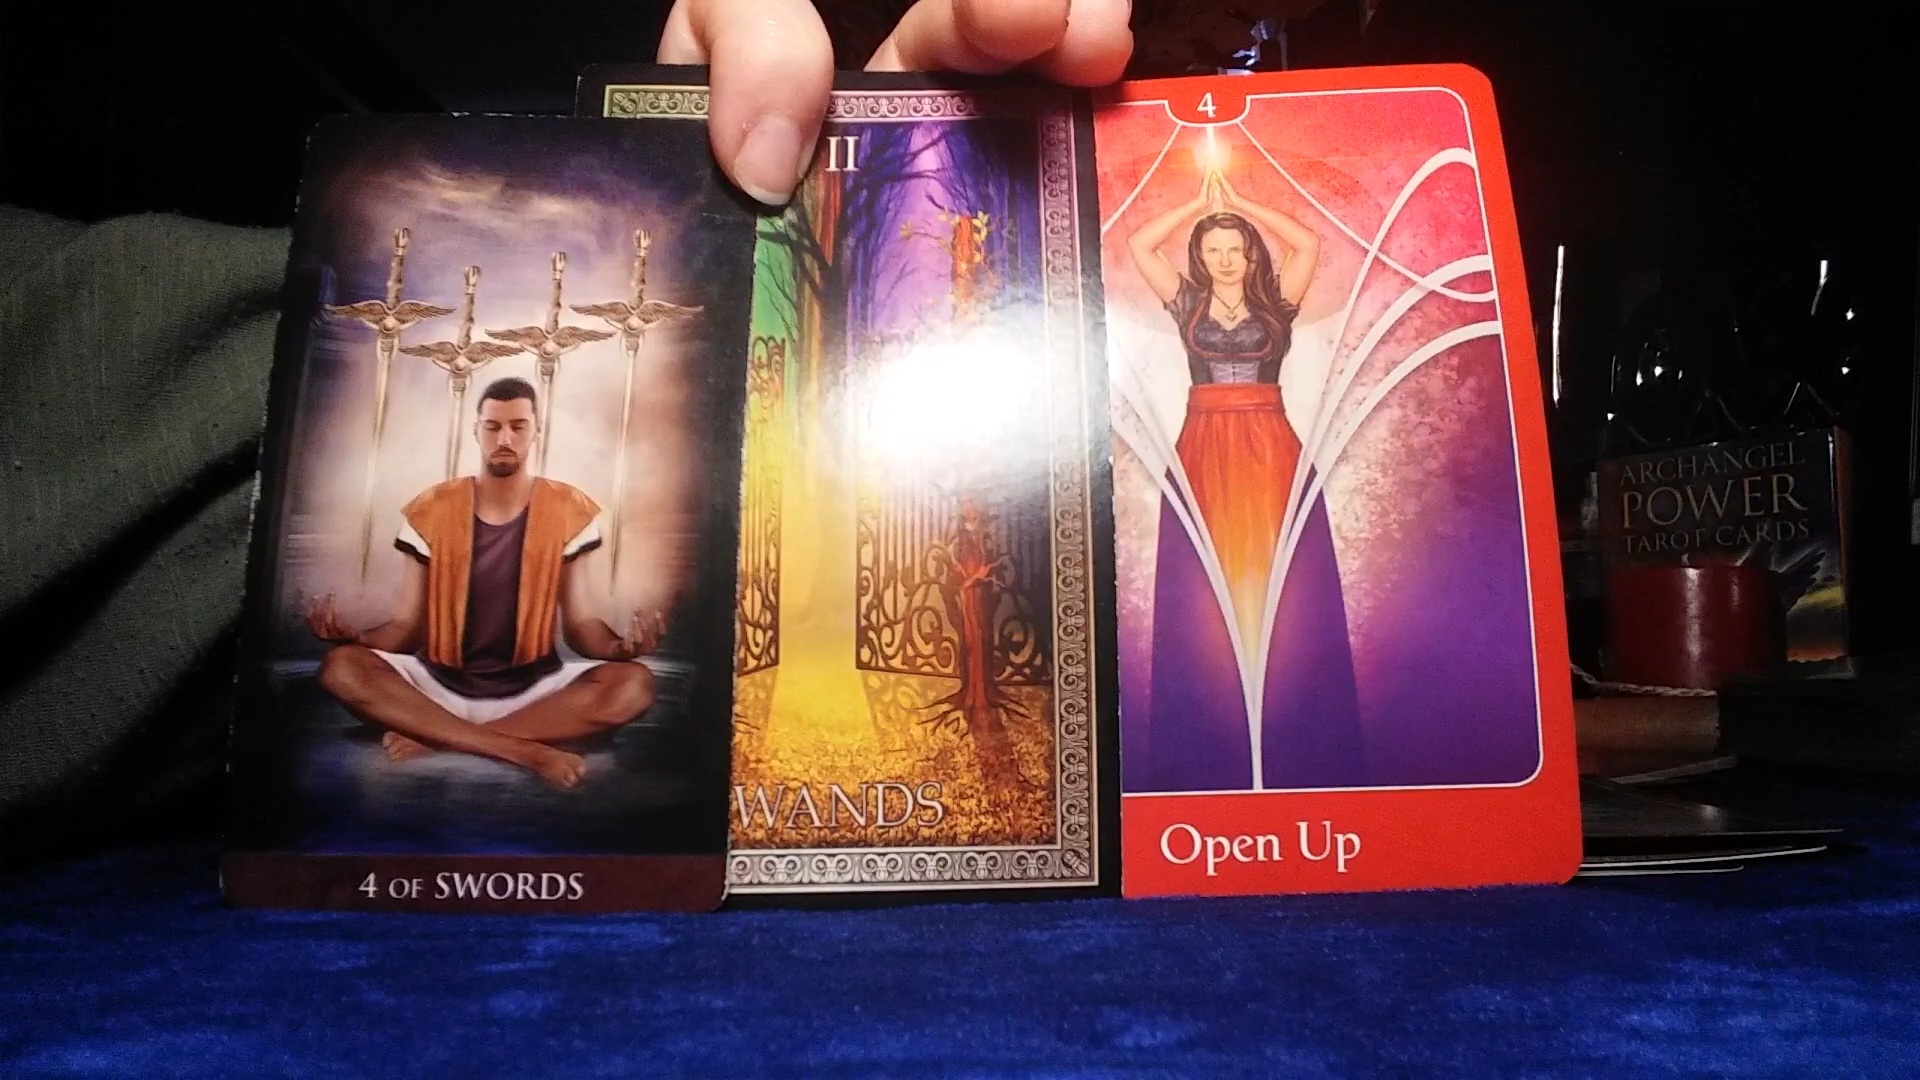 4 OF SWORDS
II
WANDS
4
Open Up
ARCHANGEL
POWER
TAROT CARDS